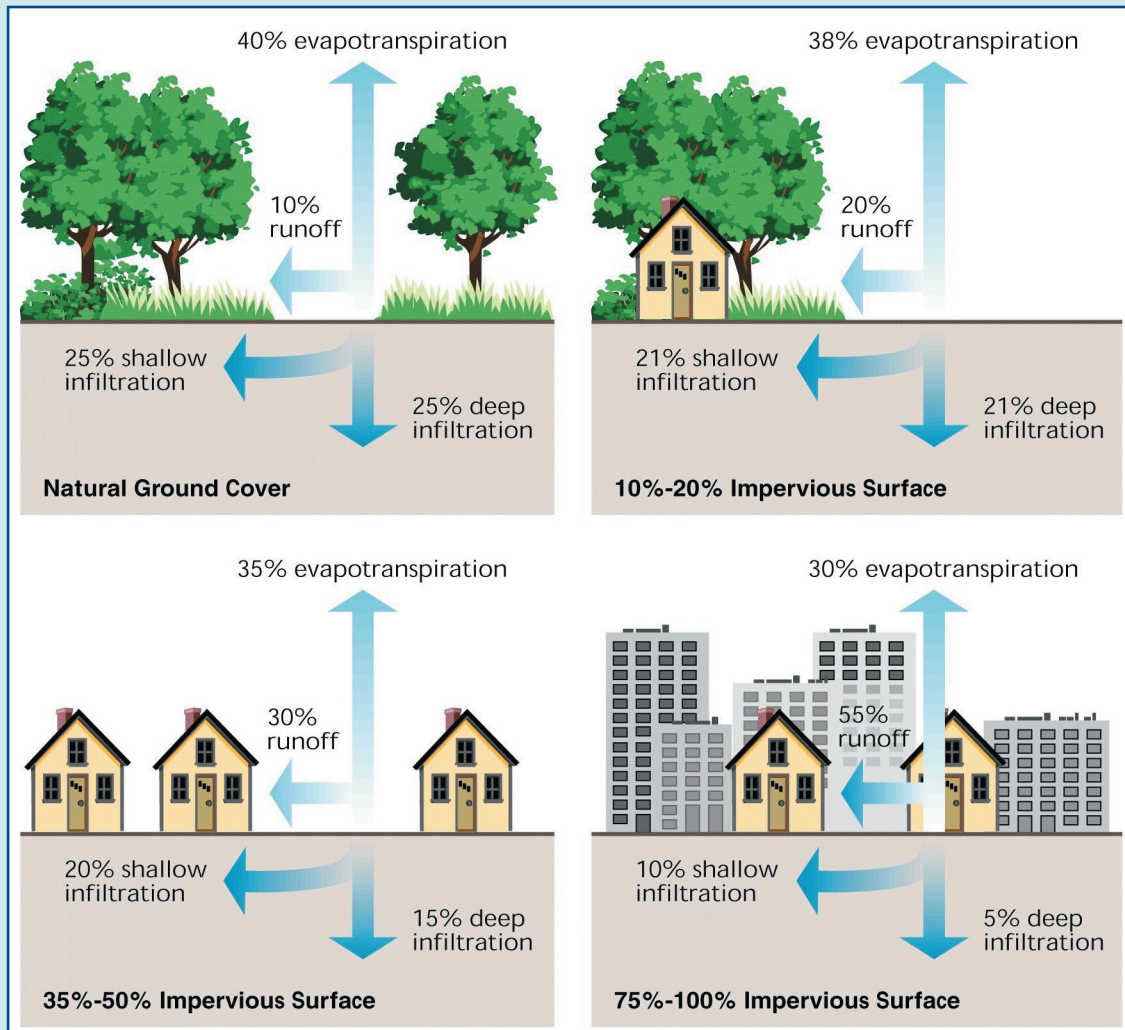 40% evapotranspiration
10%
runoff
25% shallow
infiltration
25% deep
infiltration
Natural Ground Cover
38% evapotranspiration
20%
runoff
21% shallow
infiltration
21% deep
infiltration
10%-20% Impervious Surface
35% evapotranspiration
30%
runoff
20% shallow
infiltration
15% deep
infiltration
35%-50% Impervious Surface
30% evapotranspiration
55%
runoff
10% shallow
infiltration
5% deep
infiltration
75%-100% Impervious Surface